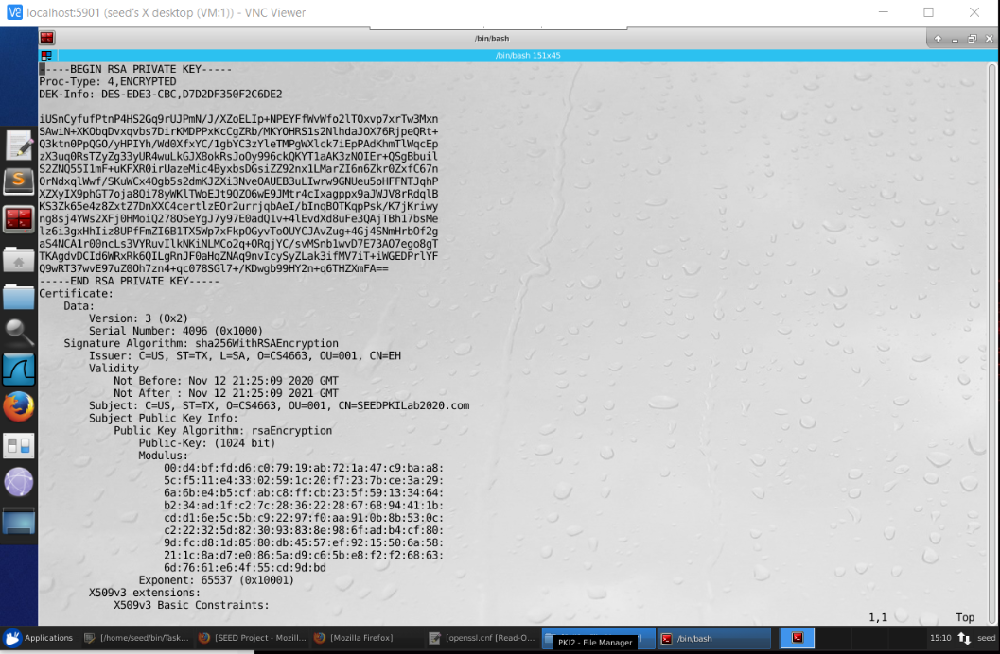 localhost:5901 (seed's X desktop (VM:1)) - VNC Viewer
/bin/bash
/bin/bash 151x45
-----BEGIN RSA PRIVATE KEY-----
Proc-Type: 4,ENCRYPTED
DEK-Info: DES-EDE3-CBC,D7D2DF350F2C6DE2
iUSnCyfufPtnP4HS2Gq9rUJPmN/J/XZoELIp+NPEYFfWvWfo2lTOxvp7xrTw3Mxn
SAwiN+XKObqDvxqvbs7DirKMDPPxKcCgZRb/MKYOHRS1s2NlhdaJOX76RjpeQRt+
Q3ktn0PpQGO/yHPIYh/Wd0XfxYC/1gbYC3zYleTMPgWXlck7iEpPAdKhmTlWqcEp
zX3uq0RsTZyZg33yUR4wuLkGJX8okRsJoOy996ckQKYT1aAK3zNOIEr+QSgBbuil
S2ZNQ55I1mF+uKFXR0irUazeMic4ByxbsDGsiZZ92nx1LMarZI6n6Zkr0ZxfC67n
OrNdxqlWwf/SKuWCx4Ogb5s2dmKJZXi3NveOAUEB3uLIwrw9GNUeu5oHFFNTJqhP
XZXyIX9phGT7oja8Qi78yWKlTWoEJt9QZO6wE9JMtr4cIxagppx9aJWJV8rRdqlB
KS3Zk65e4z8ZxtZ7DnXXC4certlzEOr2urrjqbAeI/bInqBOTKqpPsk/K7jKriwy
ng8sj4YWs2XFj0HMoiQ278OSeYgJ7y97E0adQ1v+4lEvdXd8uFe3QAjTBh17bsMe
lz6i3gxHhIiz8UPfFmZI6B1TX5Wp7xFkpOGyvToOUYCJAvZug+4Gj4SNmHrbOf2g
aS4NCA1r00ncLs3VYRuvIlkNKiNLMCo2q+ORqjYC/svMSnb1wvD7E73AO7ego8gT
TKAgdvDCId6WRxRk6QILgRnJF0aHqZNAq9nvIcySyZLak3ifMV7iT+iWGEDPrlYF
Q9wRT37wvE97uZ0Oh7zn4+qc078SGl7+/KDwgb99HY2n+q6THZXmFA==
-----END RSA PRIVATE KEY-----
Certificate:
Data:
Version: 3 (0x2)
Serial Number: 4096 (0x1000)
Signature Algorithm: sha256WithRSAEncryption
Issuer: C=US, ST=TX, L=SA, O=CS4663, OU=001, CN=EH
Validity
Not Before: Nov 12 21:25:09 2020 GMT
Not After : Nov 12 21:25:09 2021 GMT
Subject: C=US, ST=TX, O=CS4663, OU=001, CN=SEEDPKILab2020.com
Subject Public Key Info:
Public Key Algorithm: rsaEncryption
Public-Key: (1024 bit)
Modulus:
00:d4:bf:fd:d6:c0:79:19:ab:72:1a:47:c9:ba:a8:
5c:f5:11:e4:33:02:59:1c:20:f7:23:7b:ce:3a:29:
6a:6b:e4:b5:cf:ab:c8:ff:cb:23:5f:59:13:34:64:
b2:34:ad:1f:c2:7c:28:36:22:28:67:68:94:41:1b:
cd:d1:6e:5c:5b:c9:22:97:f0:aa:91:0b:8b:53:0c:
c2:22:32:5d:82:30:93:83:8e:98:6f:ad:b4:cf:80:
9d:fc:d8:1d:85:80:db:45:57:ef:92:15:50:6a:58:
21:1c:8a:d7:e0:86:5a:d9:c6:5b:e8:f2:f2:68:63:
6d:76:61:e6:4f:55:cd:9d:bd
Exponent: 65537 (0x10001)
X509v3 extensions:
X509v3 Basic Constraints:
1,1 Top
Applications [/home/seed/bin/Task... [SEED Project - Mozill... [Mozilla Firefox] [openssl.cnf [Read-O... /bin/bash 15:10 seed
PKI2 - File Manager